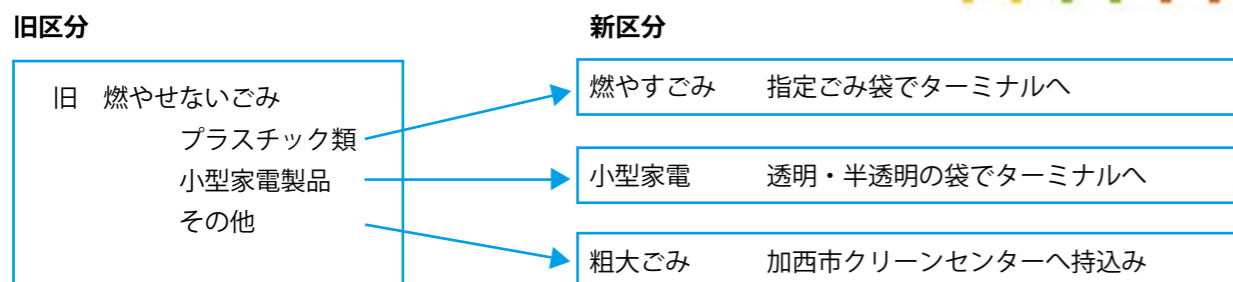 旧区分
旧　燃やせないごみ
プラスチック類
小型家電製品
その他
新区分
燃やすごみ　指定ごみ袋でターミナルへ
小型家電　透明・半透明の袋でターミナルへ
粗大ごみ　加西市クリーンセンターへ持込み